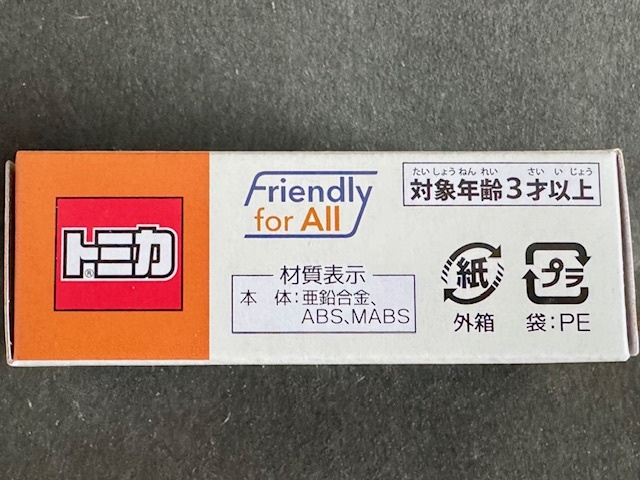 トミカ
®
Friendly
for All
たいしょうねんれい さいいじょう
対象年齢3才以上
材質表示
本 体:亜鉛合金、
ABS、MABS
紙
外箱
プラ
袋:PE